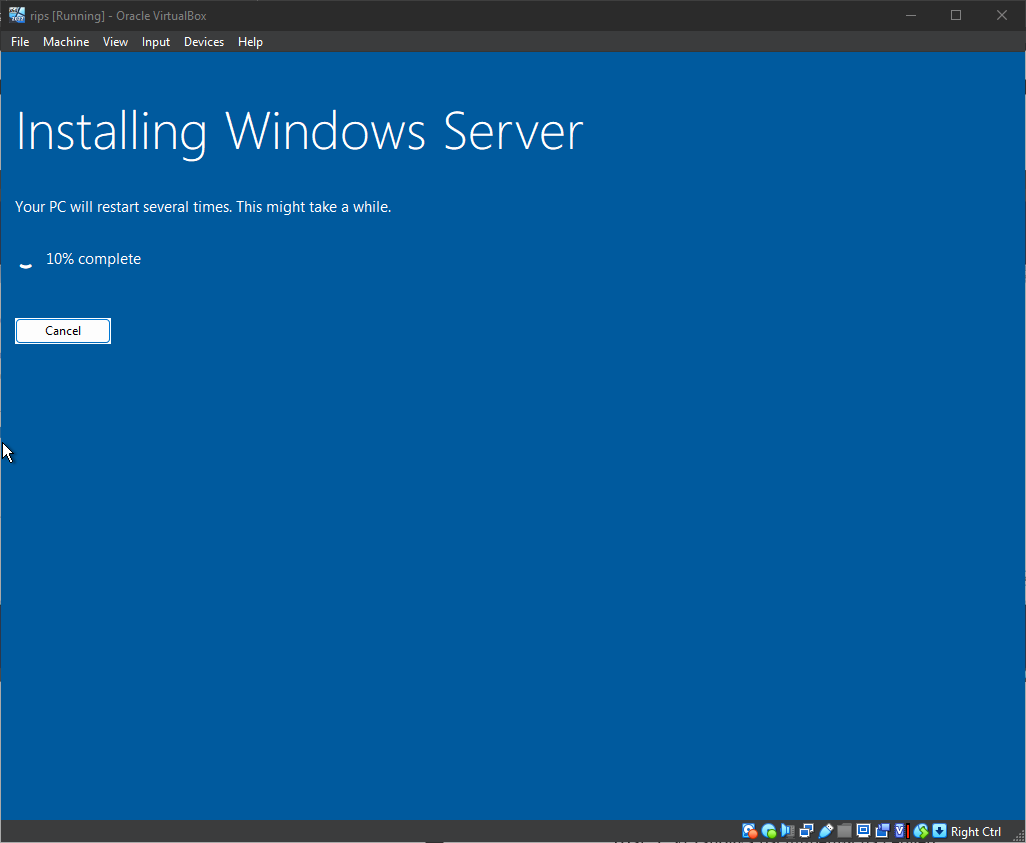 rips [Running] - Oracle VirtualBox
File Machine View Input Devices Help
Installing Windows Server
Your PC will restart several times. This might take a while.
10% complete
Cancel
Right Ctrl